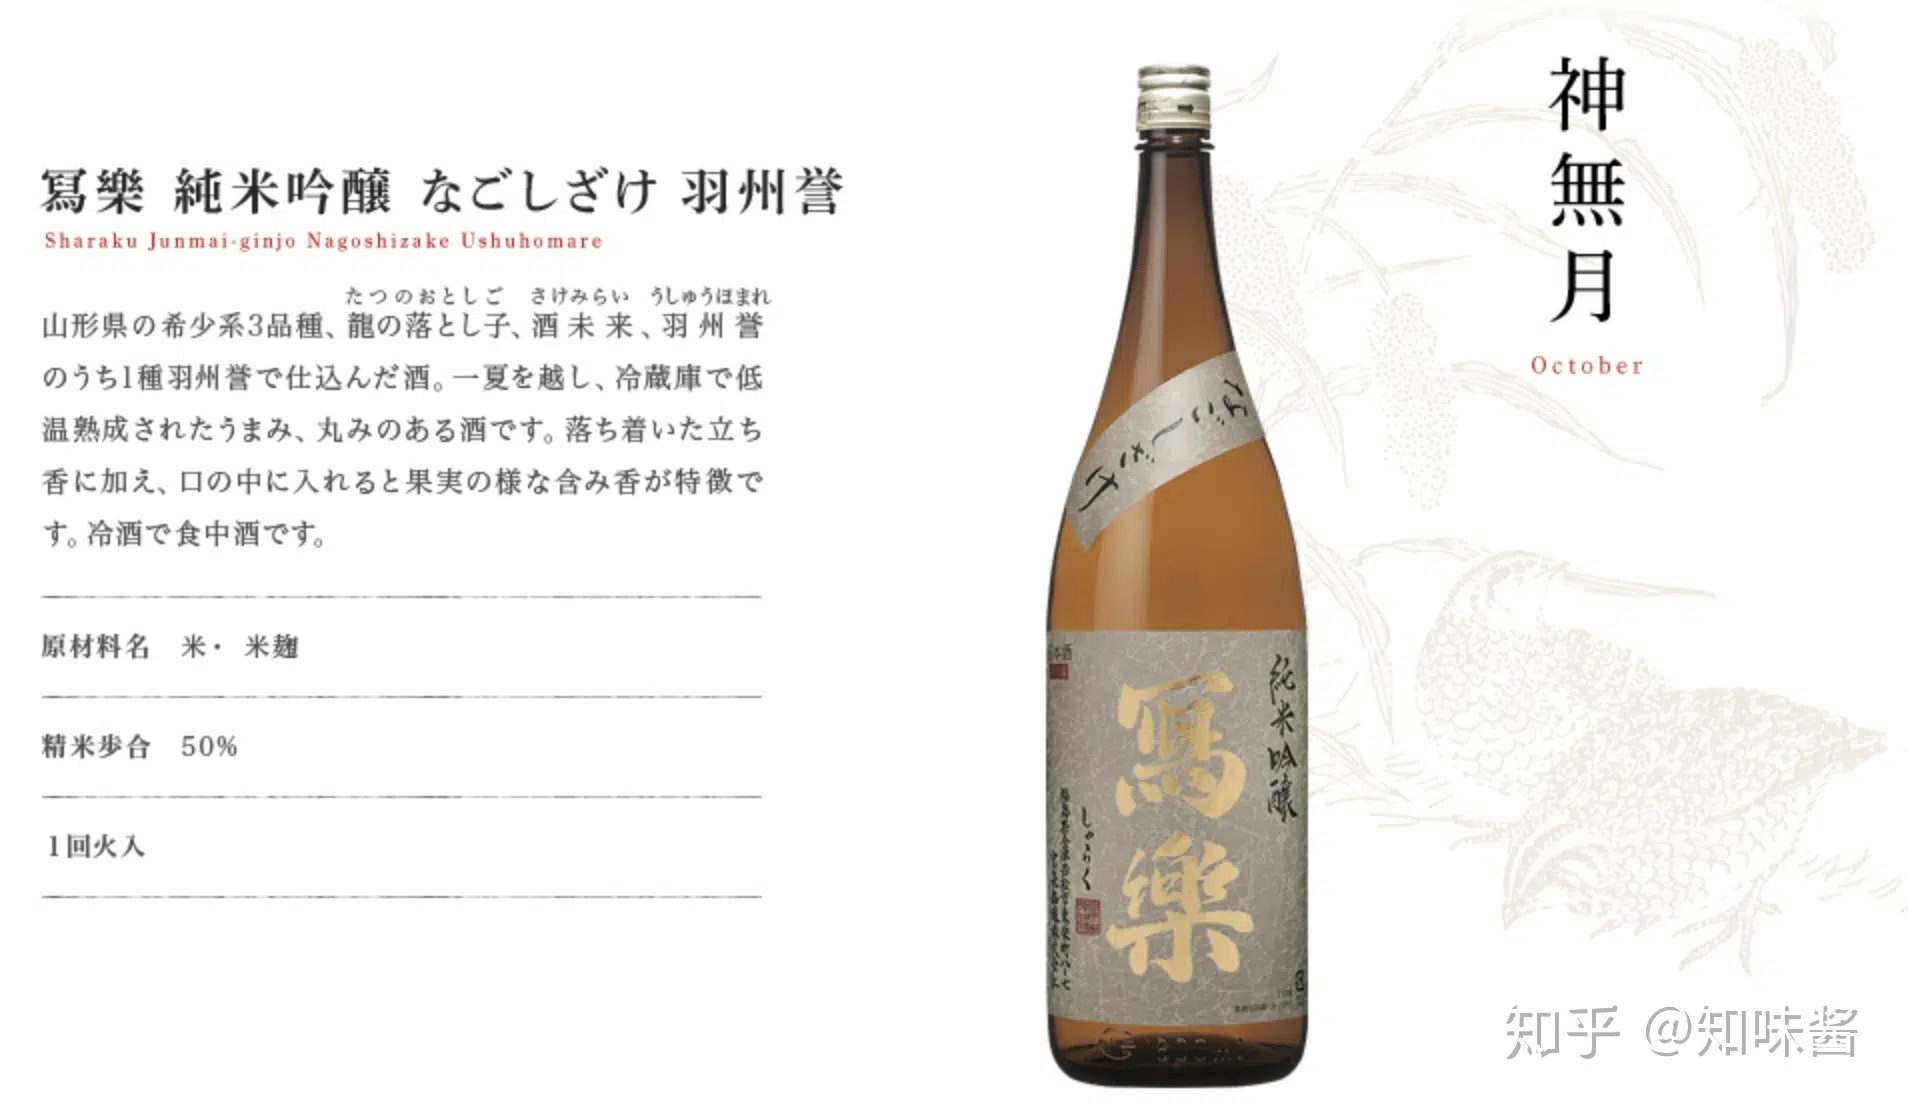 冩樂 純米吟醸 なごしざけ 羽州誉
Sharaku Junmai-ginjo Nagoshizake Ushuhomare
たつのおとしご さけみらい うしゅうほまれ
山形県の希少系3品種、龍の落とし子、酒未来、羽州誉
のうち1種羽州誉で仕込んだ酒。一夏を越し、冷蔵庫で低
温熟成されたうまみ、丸みのある酒です。落ち着いた立ち
香に加え、口の中に入れると果実の様な含み香が特徴で
す。冷酒で食中酒です。
原材料名 米・ 米麹
精米歩合 50%
1回火入
なごしざけ
日本酒
純米吟醸
冩樂
しゃらく
神無月
October
知乎 @知味酱